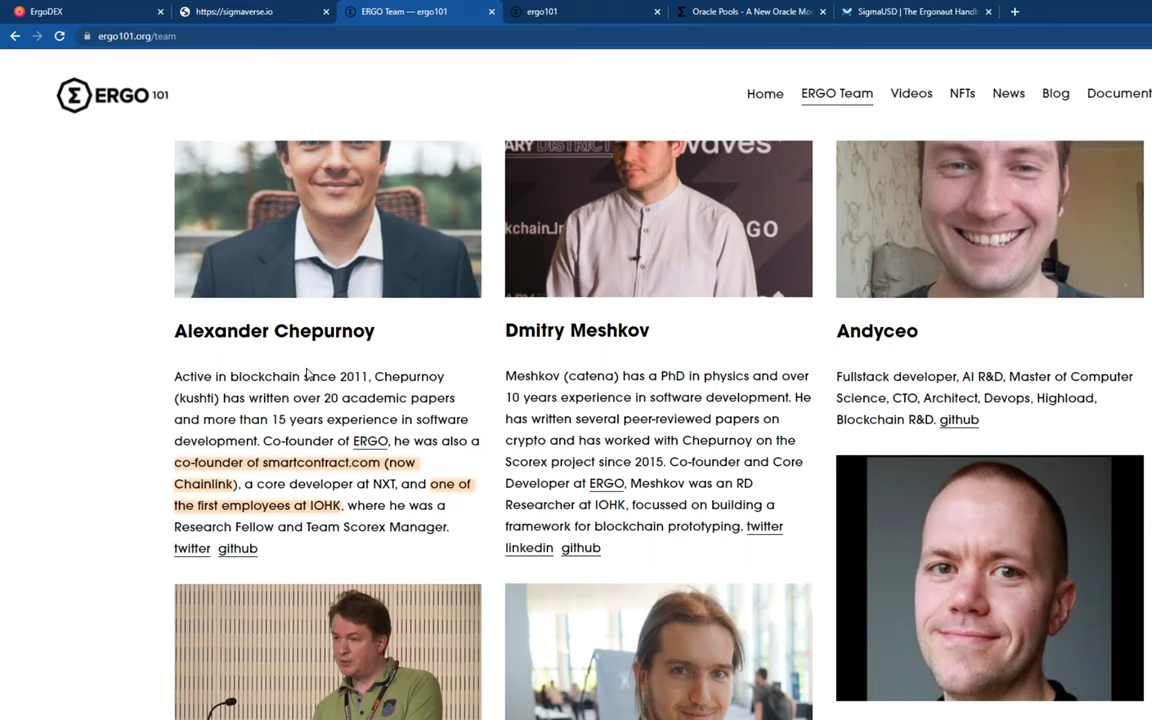 ErgoDEX
https://sigmaverse.io
ERGO Team — ergo101
ergo101
Oracle Pools - A New Oracle Mo
SigmaUSD | The Ergonaut Handb
ergo101.org/team
Σ ERGO 101
Home
ERGO Team
Videos
NFTs
News
Blog
Document
ARY DISTRICT
waves
kchain
GO
Alexander Chepurnoy
Active in blockchain since 2011, Chepurnoy
(kushti) has written over 20 academic papers
and more than 15 years experience in software
development. Co-founder of ERGO, he was also a
co-founder of smartcontract.com (now
Chainlink), a core developer at NXT, and one of
the first employees at IOHK, where he was a
Research Fellow and Team Scorex Manager.
twitter github
Dmitry Meshkov
Meshkov (catena) has a PhD in physics and over
10 years experience in software development. He
has written several peer-reviewed papers on
crypto and has worked with Chepurnoy on the
Scorex project since 2015. Co-founder and Core
Developer at ERGO, Meshkov was an RD
Researcher at IOHK, focussed on building a
framework for blockchain prototyping. twitter
linkedin github
Andyceo
Fullstack developer, AI R&D, Master of Computer
Science, CTO, Architect, Devops, Highload,
Blockchain R&D. github